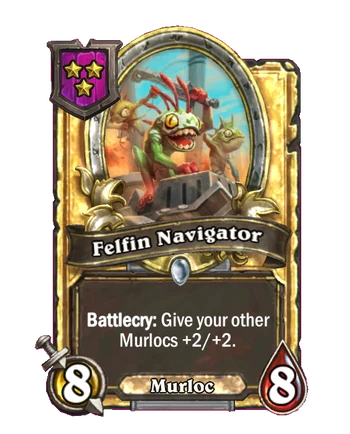 Felfin Navigator
Battlecry: Give your other
Murlocs +2/+2.
8
Murloc
8